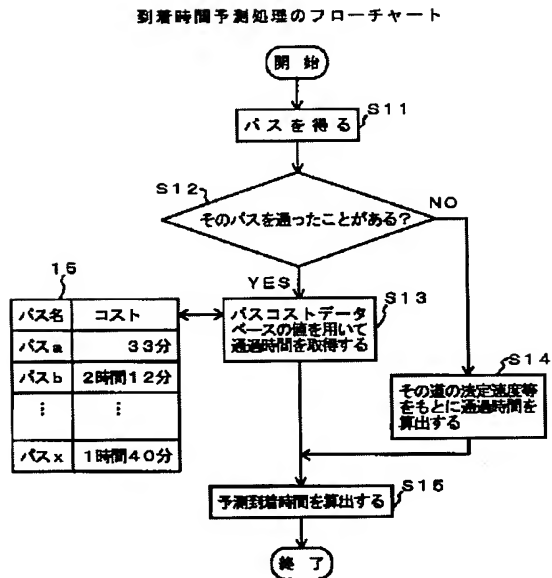 到着時間予測処理のフローチャート
開 始
S11
パスを得る
S12
そのパスを通ったことがある?
NO
YES
15
パス名 コスト
パスa 33分
パスb 2時間12分
⋮ ⋮
パスx 1時間40分
S13
パスコストデータ
ベースの値を用いて
通過時間を取得する
S14
その道の法定速度等
をもとに通過時間を
算出する
S15
予測到着時間を算出する
終 了